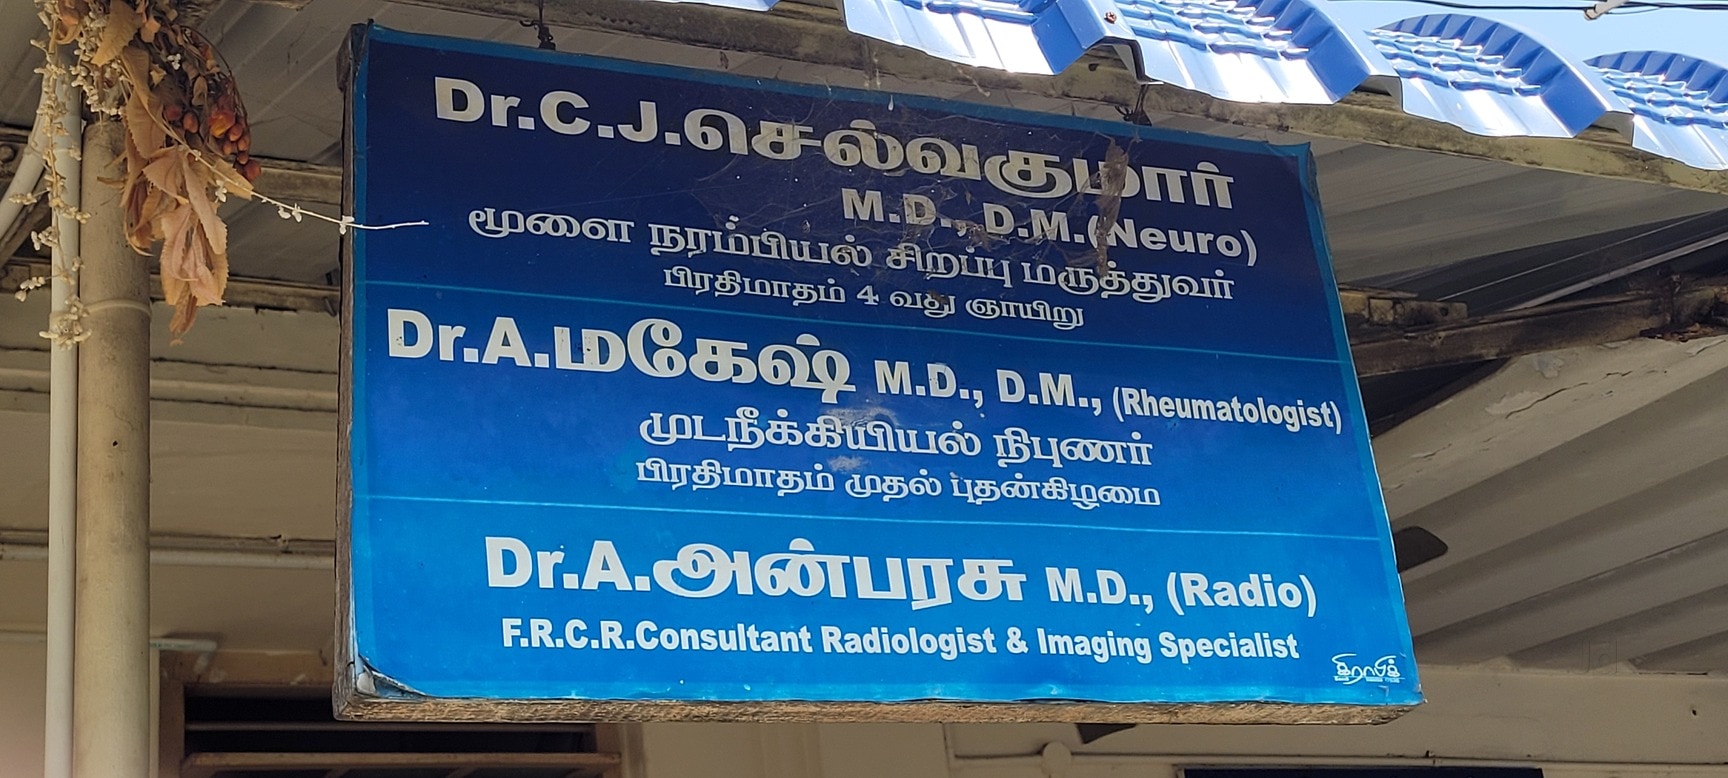 Dr.C.J.செல்வகுமார்
M.D., D.M.(Neuro)
மூளை நரம்பியல் சிறப்பு மருத்துவர்
பிரதிமாதம் 4 வது ஞாயிறு
Dr.A.மகேஷ் M.D., D.M., (Rheumatologist)
முடநீக்கியியல் நிபுணர்
பிரதிமாதம் முதல் புதன்கிழமை
Dr.A.அன்பரசு M.D., (Radio)
F.R.C.R.Consultant Radiologist & Imaging Specialist